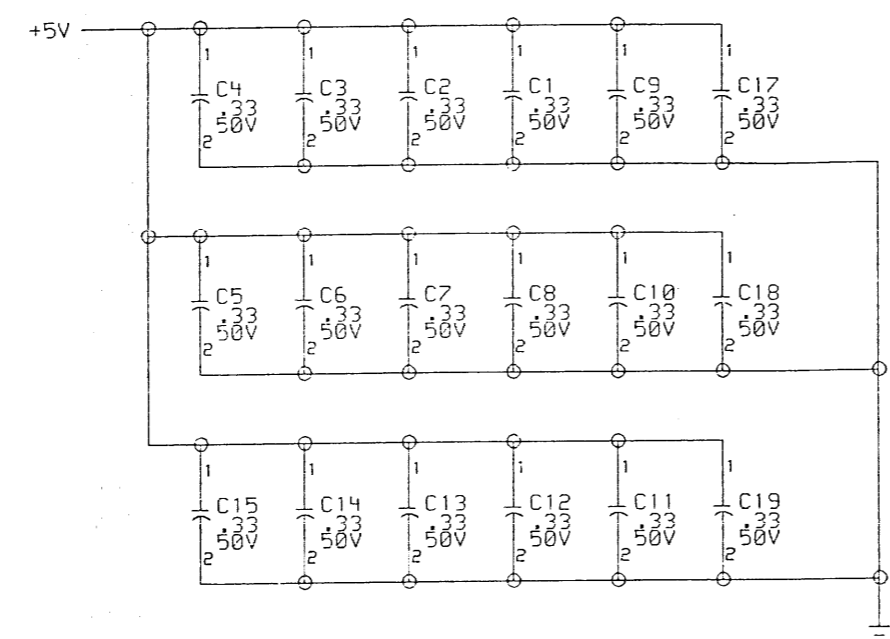 +5V
1 1 1 1 1 1
C4 C3 C2 C1 C9 C17
.33 .33 .33 .33 .33 .33
50V 50V 50V 50V 50V 50V
2 2 2 2 2 2
1 1 1 1 1 1
C5 C6 C7 C8 C10 C18
.33 .33 .33 .33 .33 .33
50V 50V 50V 50V 50V 50V
2 2 2 2 2 2
1 1 1 1 1 1
C15 C14 C13 C12 C11 C19
.33 .33 .33 .33 .33 .33
50V 50V 50V 50V 50V 50V
2 2 2 2 2 2